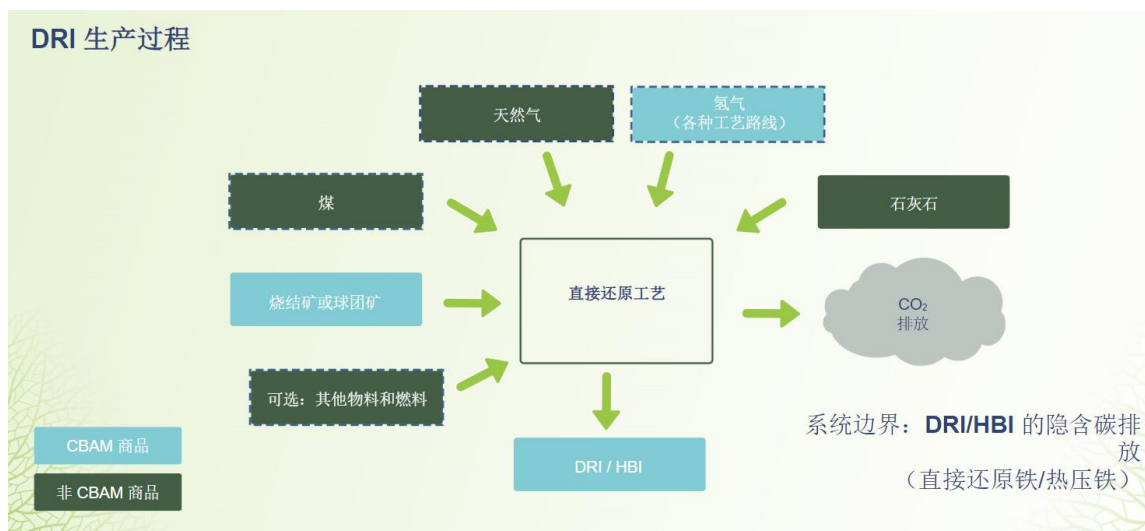 DRI 生产过程
天然气
氢气
（各种工艺路线）
煤
石灰石
直接还原工艺
烧结矿或球团矿
CO₂
排放
可选：其他物料和燃料
DRI / HBI
系统边界：DRI/HBI 的隐含碳排
放
（直接还原铁/热压铁）
CBAM 商品
非 CBAM 商品